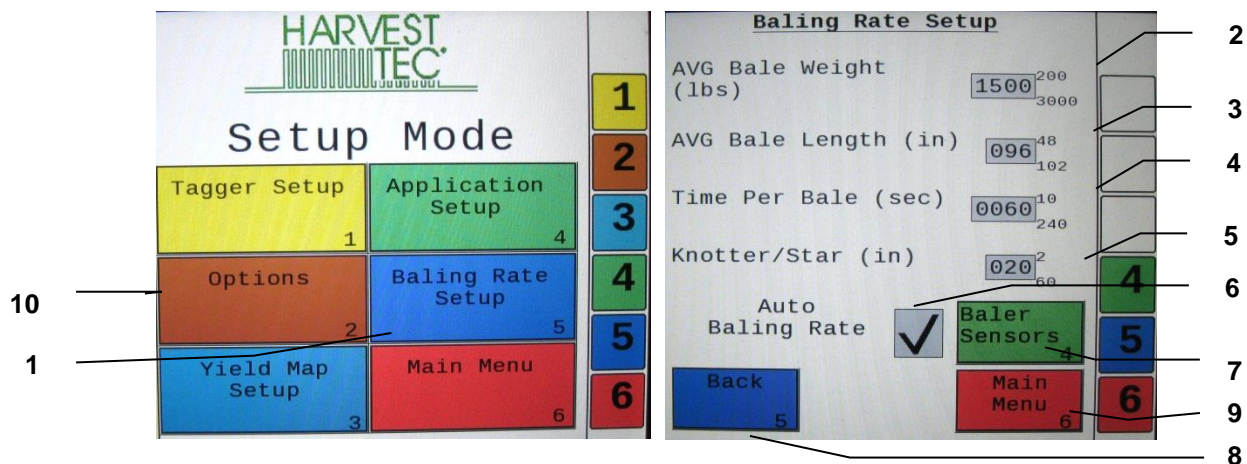 HARVEST
TEC
Setup Mode
Tagger Setup
1
Application
Setup
4
Options
2
Baling Rate
Setup
5
Yield Map
Setup
3
Main Menu
6
1
2
3
4
5
6
10
1
Baling Rate Setup
AVG Bale Weight
(lbs)
1500
200
3000
AVG Bale Length (in)
096
48
102
Time Per Bale (sec)
0060
10
240
Knotter/Star (in)
020
2
60
Auto
Baling Rate
Baler
Sensors
4
Back
5
Main
Menu
6
4
5
6
2
3
4
5
6
7
9
8